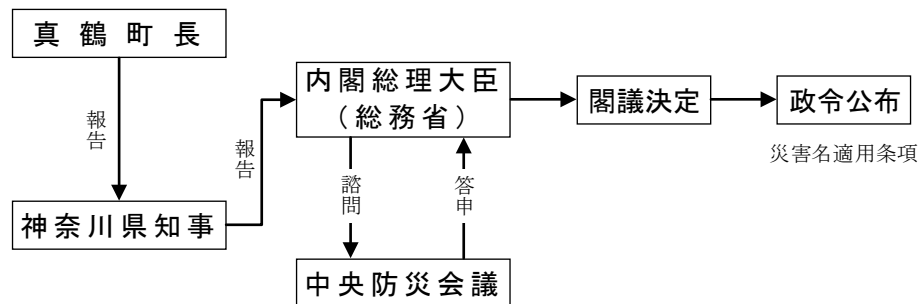 真鶴町長
報告
神奈川県知事
報告
内閣総理大臣
（総務省）
諮問
答申
中央防災会議
閣議決定
政令公布
災害名適用条項